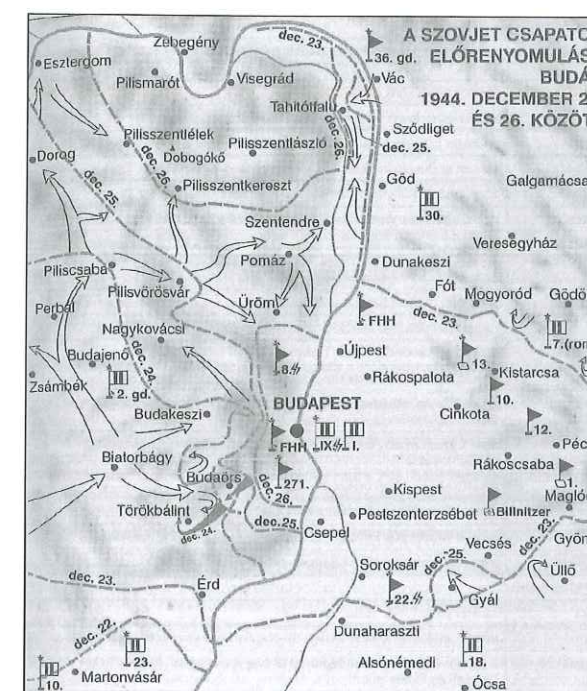 A SZOVJET CSAPATO
ELŐRENYOMULÁS
BUDA
1944. DECEMBER 2
ÉS 26. KÖZÖT
Zebegény
dec. 23.
36. gd.
Esztergom
Pilismarót
Visegrád
Vác
Tahitótfalu
dec. 26.
Sződliget
dec. 25.
Pilisszentlélek
Dobogókő
Pilisszentlászló
Dorog
dec. 25.
dec. 26.
Pilisszentkereszt
Göd
30.
Galgamácsa
Szentendre
Veresegyház
Pomáz
Dunakeszi
Piliscsaba
Pilisvörösvár
Fót
Mogyoród
Gödö
Perbál
Üröm
FHH
dec. 23.
7.(rom
Nagykovácsi
Budajenő
dec. 24.
Újpest
13.
Kistarcsa
Zsámbék
2. gd.
8.
Rákospalota
10.
Budakeszi
BUDAPEST
Cinkota
12.
FHH
IX
I.
Péc
Biatorbágy
Rákoscsaba
Budaörs
271.
1.
dec. 26.
Kispest
Magló
Törökbálint
dec. 24.
dec. 25.
Csepel
Pestszenterzsébet
Billnitzer
Vecsés
dec. 23.
Gyön
Soroksár
dec. 25.
Üllő
dec. 23.
Érd
22.
Gyál
dec. 22.
Dunaharaszti
23.
Alsónémedi
18.
10.
Martonvásár
Ócsa